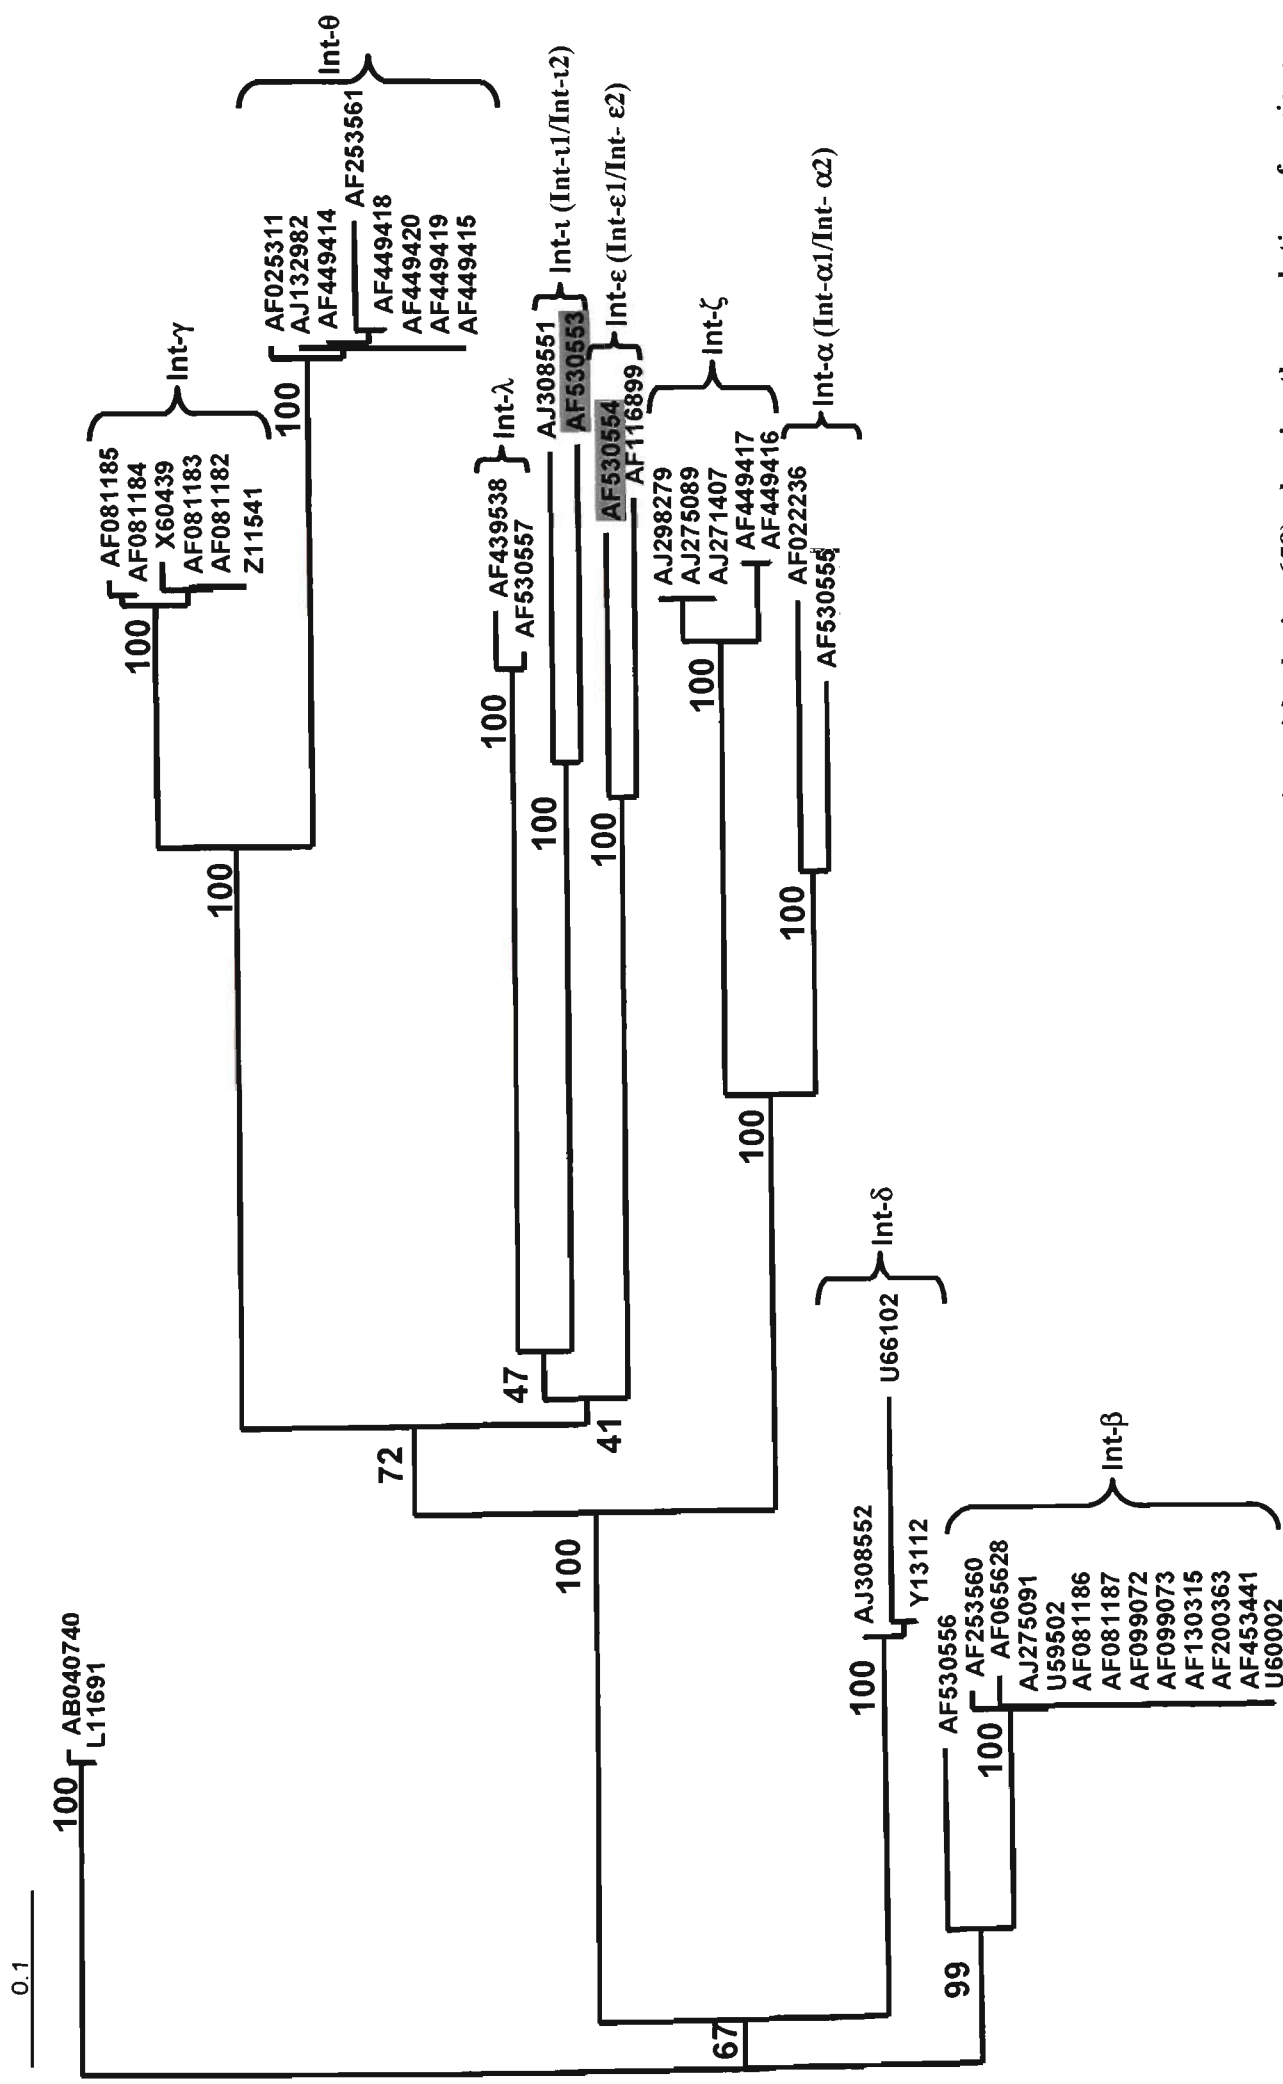 0.1
100
AB040740
L11691
100
AF081185
AF081184
X60439
AF081183
AF081182
Z11541
Int-γ
100
100
AF025311
AJ132982
AF449414
AF253561
AF449418
AF449420
AF449419
AF449415
Int-θ
72
100
AF439538
AF530557
Int-λ
47
100
AJ308551
AF530553
Int-ι (Int-ι1/Int-ι2)
41
100
AF530554
AF116899
Int-ε (Int-ε1/Int- ε2)
100
100
AJ298279
AJ275089
AJ271407
AF449417
AF449416
Int-ζ
100
100
AF022236
AF530555
Int-α (Int-α1/Int- α2)
67
100
AJ308552
U66102
Y13112
Int-δ
99
AF530556
100
AF253560
AF065628
AJ275091
U59502
AF081186
AF081187
AF099072
AF099073
AF130315
AF200363
AF453441
U60002
Int-β